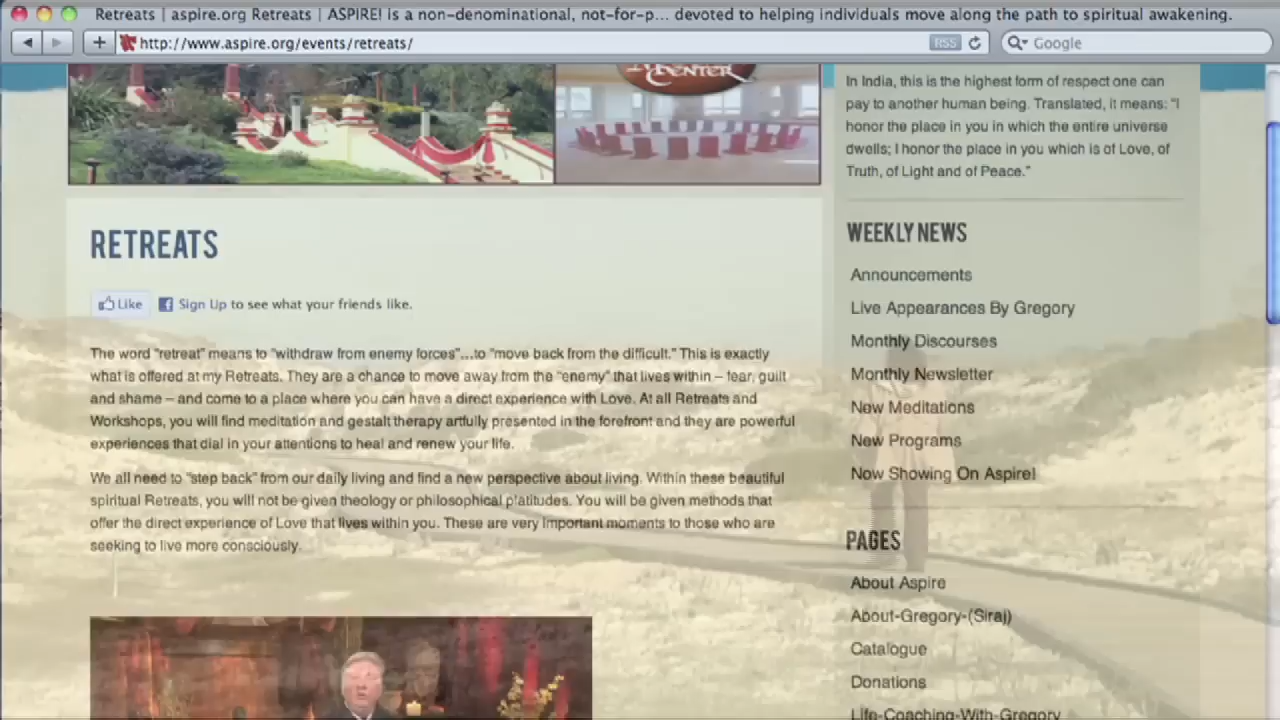 Retreats | aspire.org Retreats | ASPIRE! is a non-denominational, not-for-p... devoted to helping individuals move along the path to spiritual awakening.
http://www.aspire.org/events/retreats/
RSS
Google
CENTER
In India, this is the highest form of respect one can
pay to another human being. Translated, it means: "I
honor the place in you in which the entire universe
dwells; I honor the place in you which is of Love, of
Truth, of Light and of Peace."
RETREATS
Like
Sign Up to see what your friends like.
The word "retreat" means to "withdraw from enemy forces"...to "move back from the difficult." This is exactly
what is offered at my Retreats. They are a chance to move away from the "enemy" that lives within – fear, guilt
and shame – and come to a place where you can have a direct experience with Love. At all Retreats and
Workshops, you will find meditation and gestalt therapy artfully presented in the forefront and they are powerful
experiences that dial in your attentions to heal and renew your life.
We all need to "step back" from our daily living and find a new perspective about living. Within these beautiful
spiritual Retreats, you will not be given theology or philosophical platitudes. You will be given methods that
offer the direct experience of Love that lives within you. These are very important moments to those who are
seeking to live more consciously.
WEEKLY NEWS
Announcements
Live Appearances By Gregory
Monthly Discourses
Monthly Newsletter
New Meditations
New Programs
Now Showing On Aspire!
PAGES
About Aspire
About-Gregory-(Siraj)
Catalogue
Donations
Life-Coaching-With-Gregory